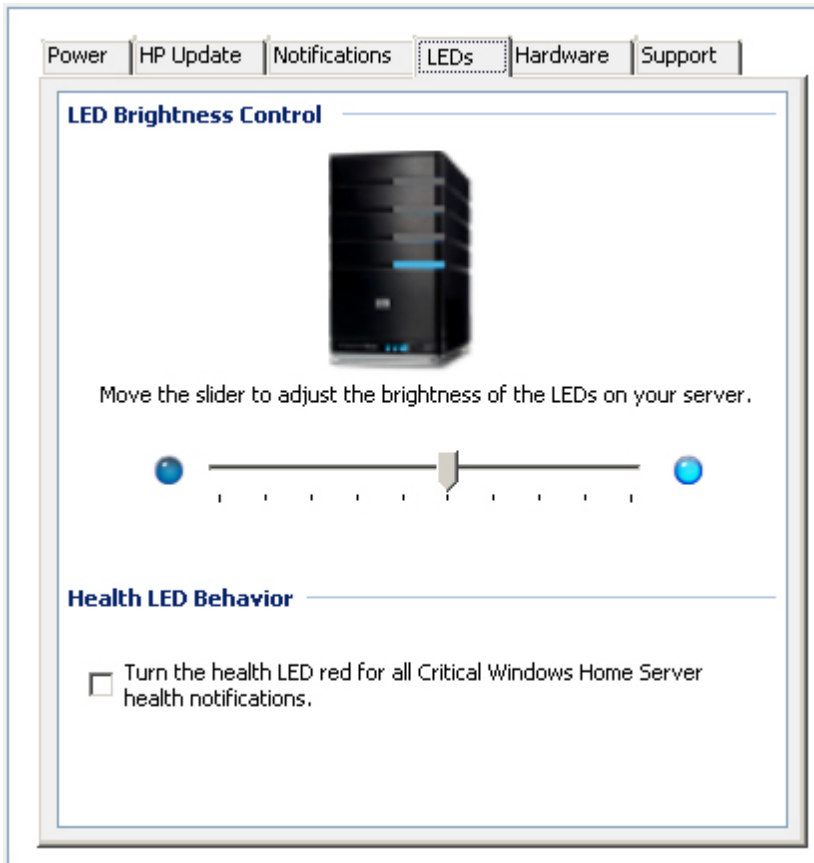 Power HP Update Notifications LEDs Hardware Support
LED Brightness Control
Move the slider to adjust the brightness of the LEDs on your server.
Health LED Behavior
Turn the health LED red for all Critical Windows Home Server
health notifications.